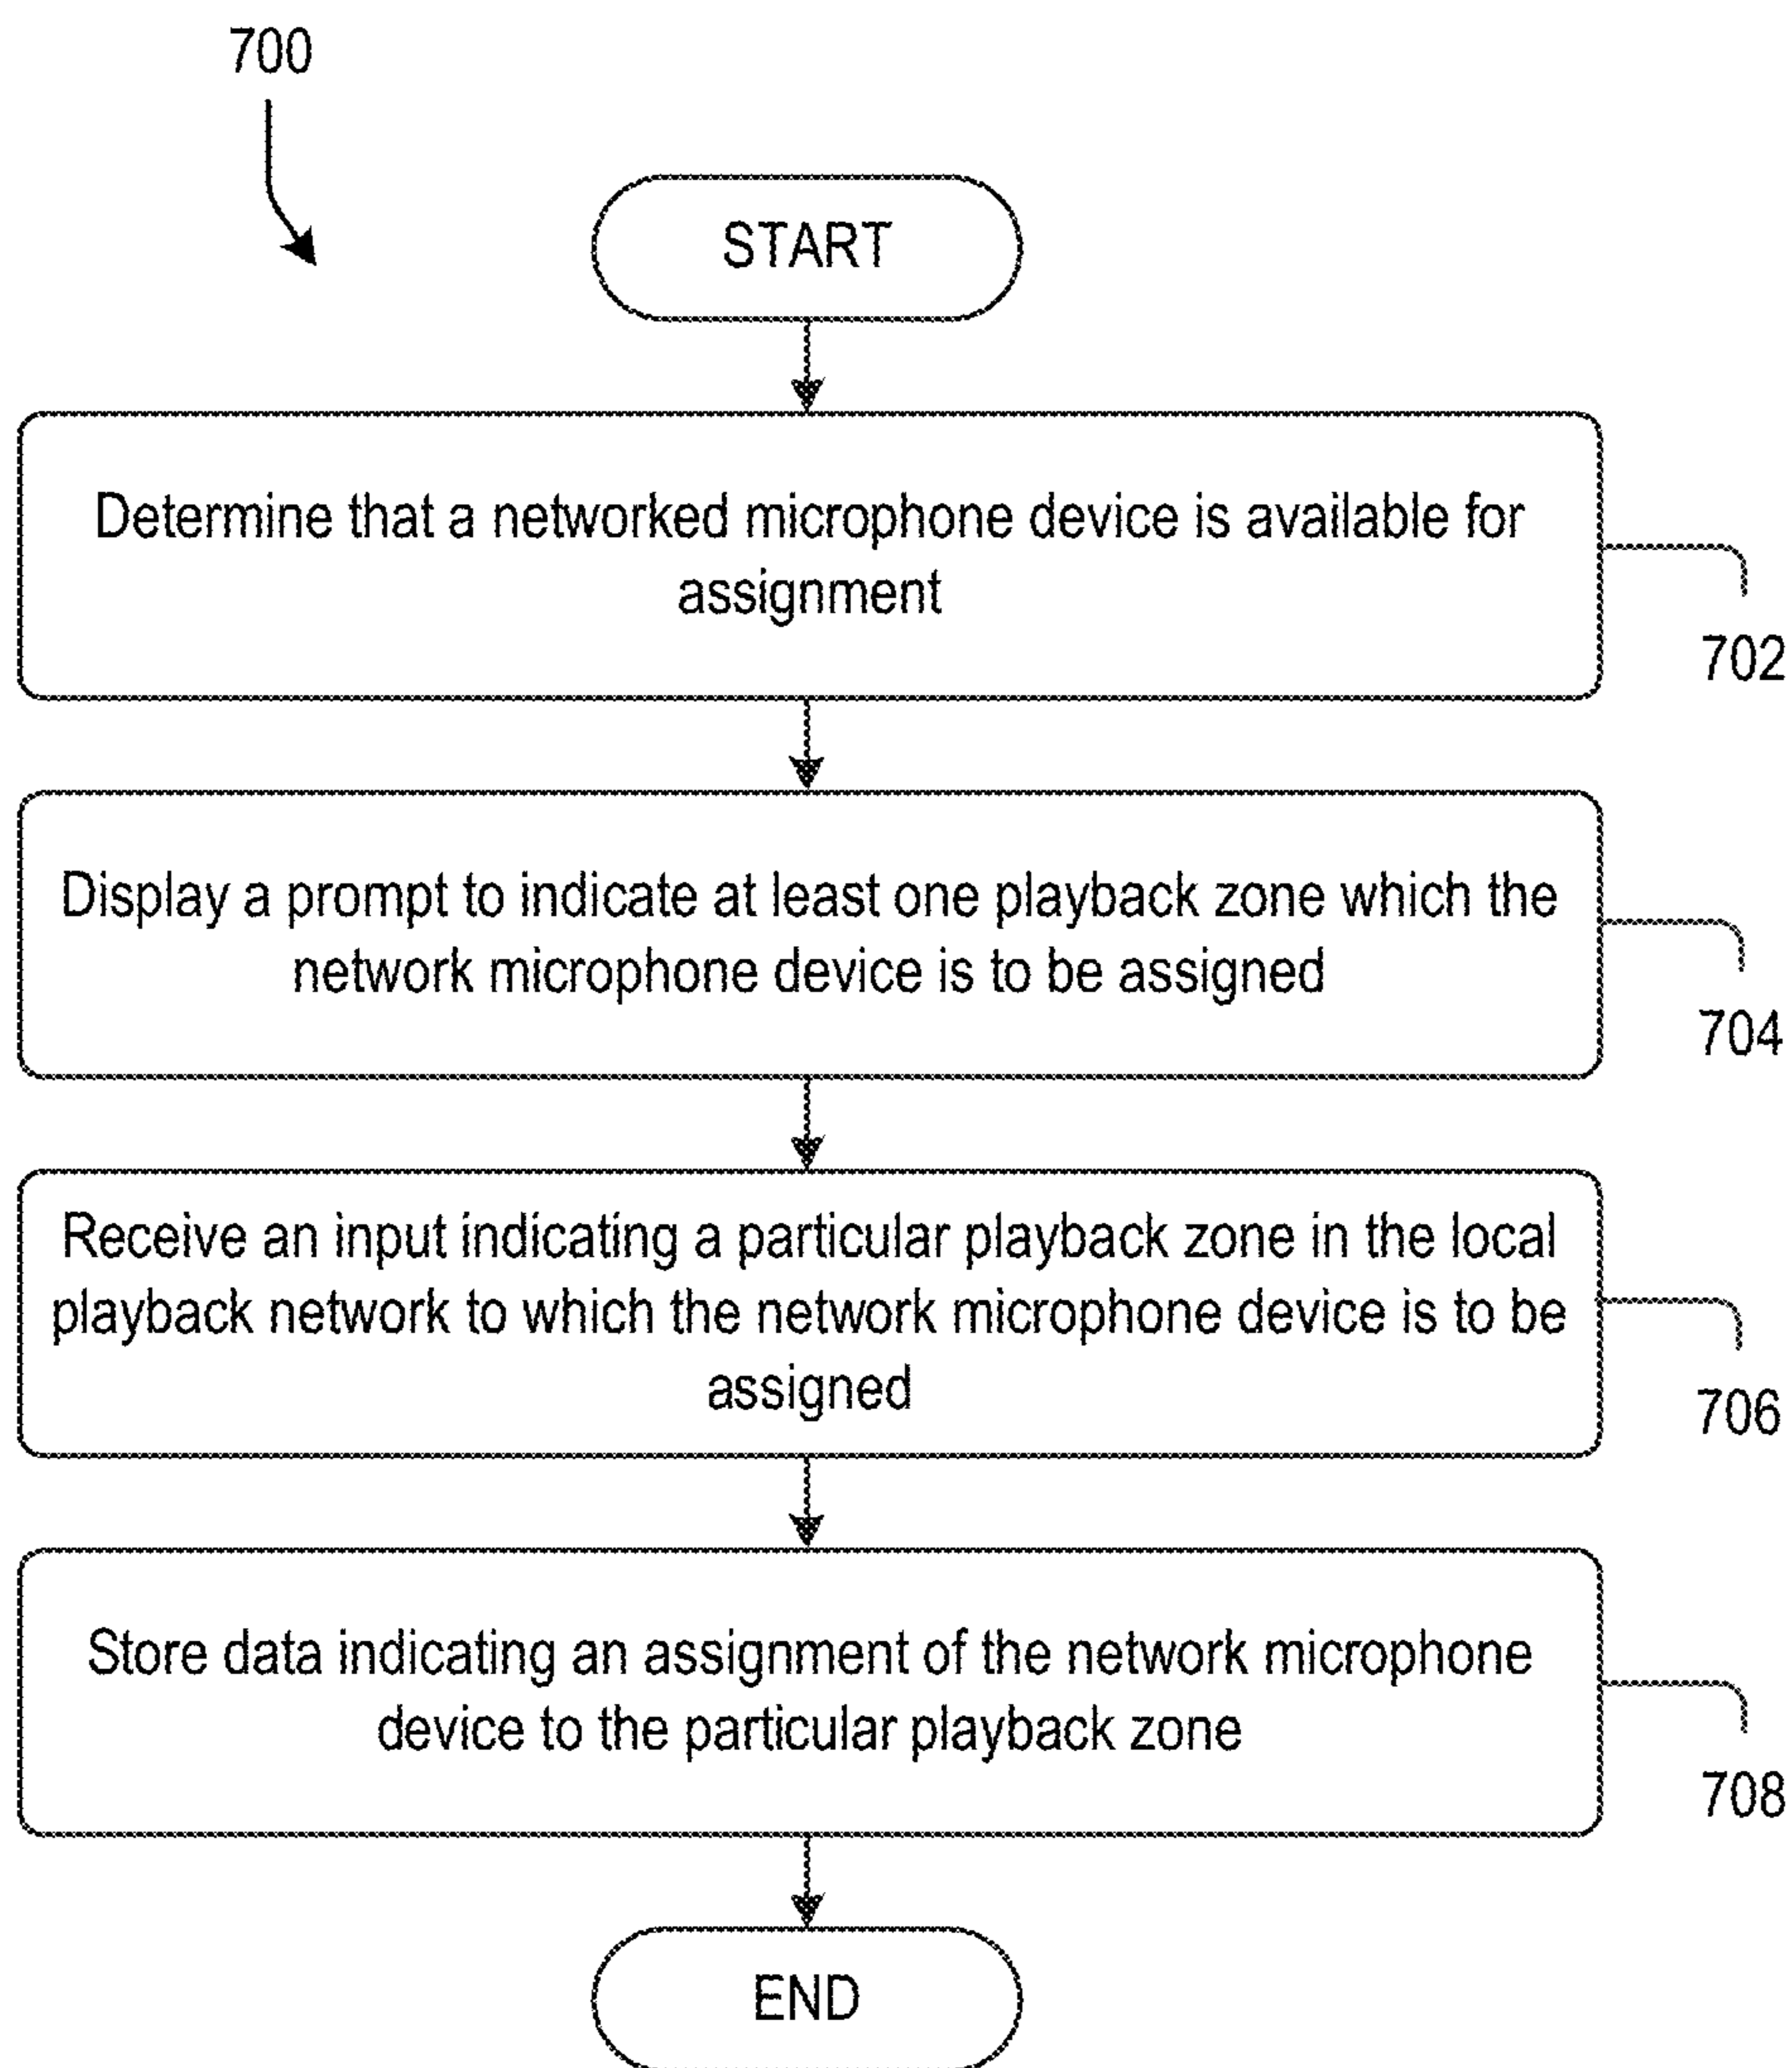 700
START
Determine that a networked microphone device is available for
assignment
702
Display a prompt to indicate at least one playback zone which the
network microphone device is to be assigned
704
Receive an input indicating a particular playback zone in the local
playback network to which the network microphone device is to be
assigned
706
Store data indicating an assignment of the network microphone
device to the particular playback zone
708
END